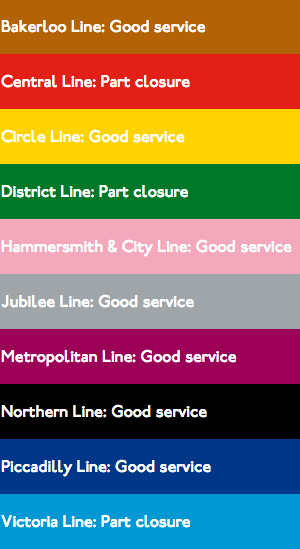 Bakerloo Line: Good service
Central Line: Part closure
Circle Line: Good service
District Line: Part closure
Hammersmith & City Line: Good service
Jubilee Line: Good service
Metropolitan Line: Good service
Northern Line: Good service
Piccadilly Line: Good service
Victoria Line: Part closure